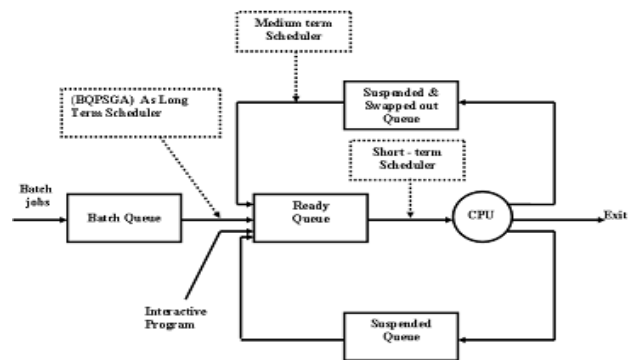 Medium term
Scheduler
(BQPSGA) As Long
Term Scheduler
Suspended &
Swapped out
Queue
Short - term
Scheduler
Batch
jobs
Batch Queue
Ready
Queue
CPU
Exit
Interactive
Program
Suspended
Queue